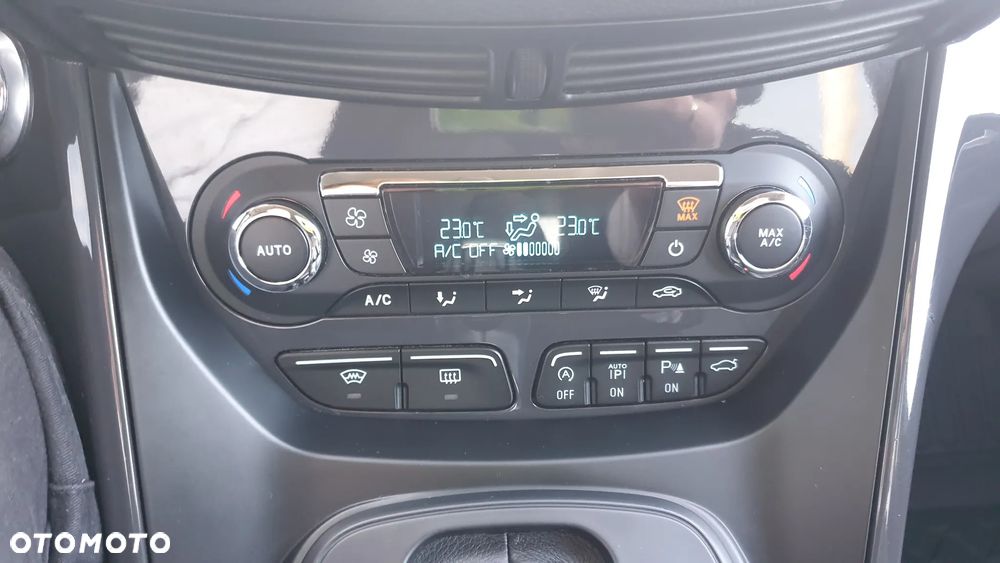 AUTO
23.0°C 23.0°C
A/C OFF
MAX
MAX
A/C
A/C
A
OFF
AUTO
P
ON
P
ON
OTOMOTO